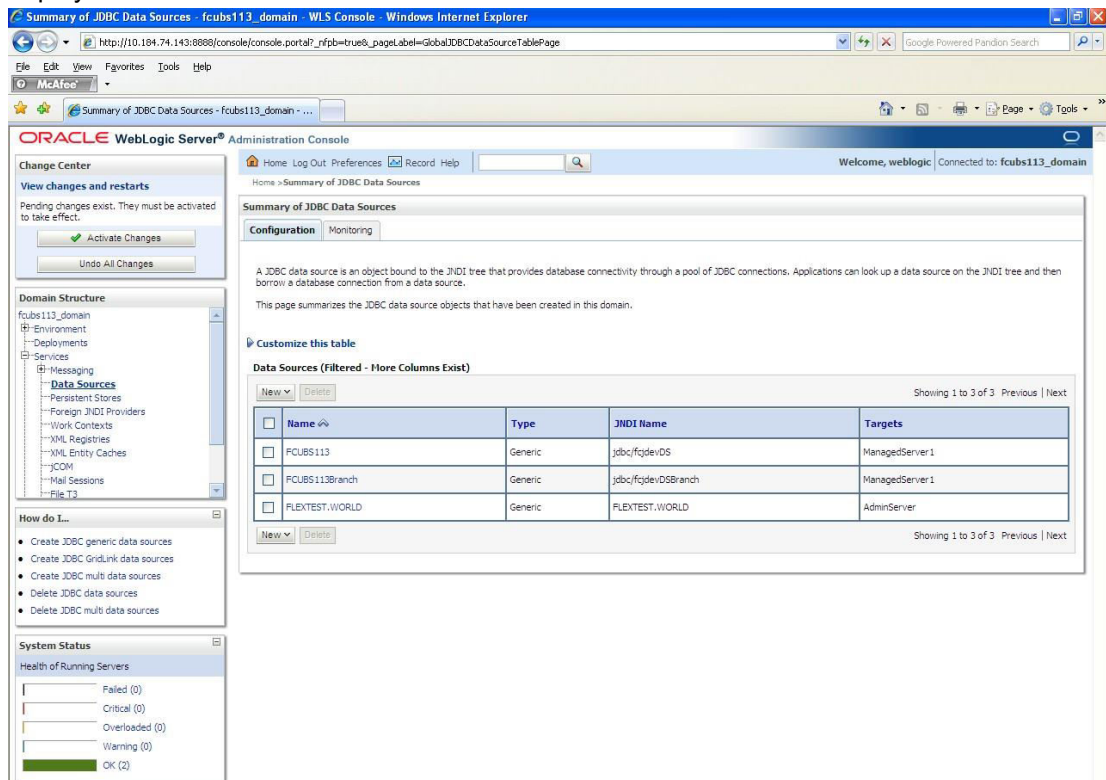 Summary of JDBC Data Sources - fcubs113_domain - WLS Console - Windows Internet Explorer
http://10.184.74.143:8888/console/console.portal?_nfpb=true&_pageLabel=GlobalJDBCDataSourceTablePage
Google Powered Pandion Search
File Edit View Favorites Tools Help
McAfee
Summary of JDBC Data Sources - fcubs113_domain - ...
Page Tools »
ORACLE WebLogic Server® Administration Console
Change Center
View changes and restarts
Pending changes exist. They must be activated
to take effect.
Activate Changes
Undo All Changes
Domain Structure
fcubs113_domain
Environment
Deployments
Services
Messaging
Data Sources
Persistent Stores
Foreign JNDI Providers
Work Contexts
XML Registries
XML Entity Caches
jCOM
Mail Sessions
File T3
How do I...
Create JDBC generic data sources
Create JDBC GridLink data sources
Create JDBC multi data sources
Delete JDBC data sources
Delete JDBC multi data sources
System Status
Health of Running Servers
Failed (0)
Critical (0)
Overloaded (0)
Warning (0)
OK (2)
Home Log Out Preferences Record Help
Welcome, weblogic Connected to: fcubs113_domain
Home >Summary of JDBC Data Sources
Summary of JDBC Data Sources
Configuration Monitoring
A JDBC data source is an object bound to the JNDI tree that provides database connectivity through a pool of JDBC connections. Applications can look up a data source on the JNDI tree and then
borrow a database connection from a data source.
This page summarizes the JDBC data source objects that have been created in this domain.
Customize this table
Data Sources (Filtered - More Columns Exist)
New Delete Showing 1 to 3 of 3 Previous | Next
Name Type JNDI Name Targets
FCUBS113 Generic jdbc/fcjdevDS ManagedServer1
FCUBS113Branch Generic jdbc/fcjdevDSBranch ManagedServer1
FLEXTEST.WORLD Generic FLEXTEST.WORLD AdminServer
New Delete Showing 1 to 3 of 3 Previous | Next